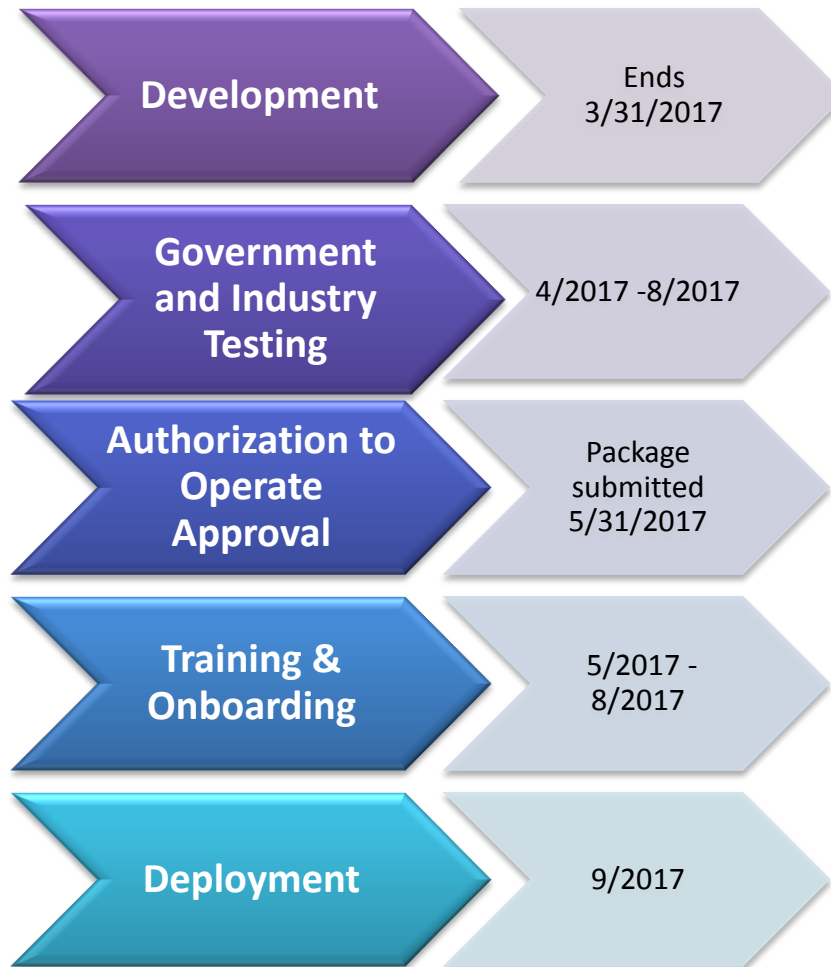 Development
Ends
3/31/2017
Government
and Industry
Testing
4/2017 -8/2017
Authorization to
Operate
Approval
Package
submitted
5/31/2017
Training &
Onboarding
5/2017 -
8/2017
Deployment
9/2017